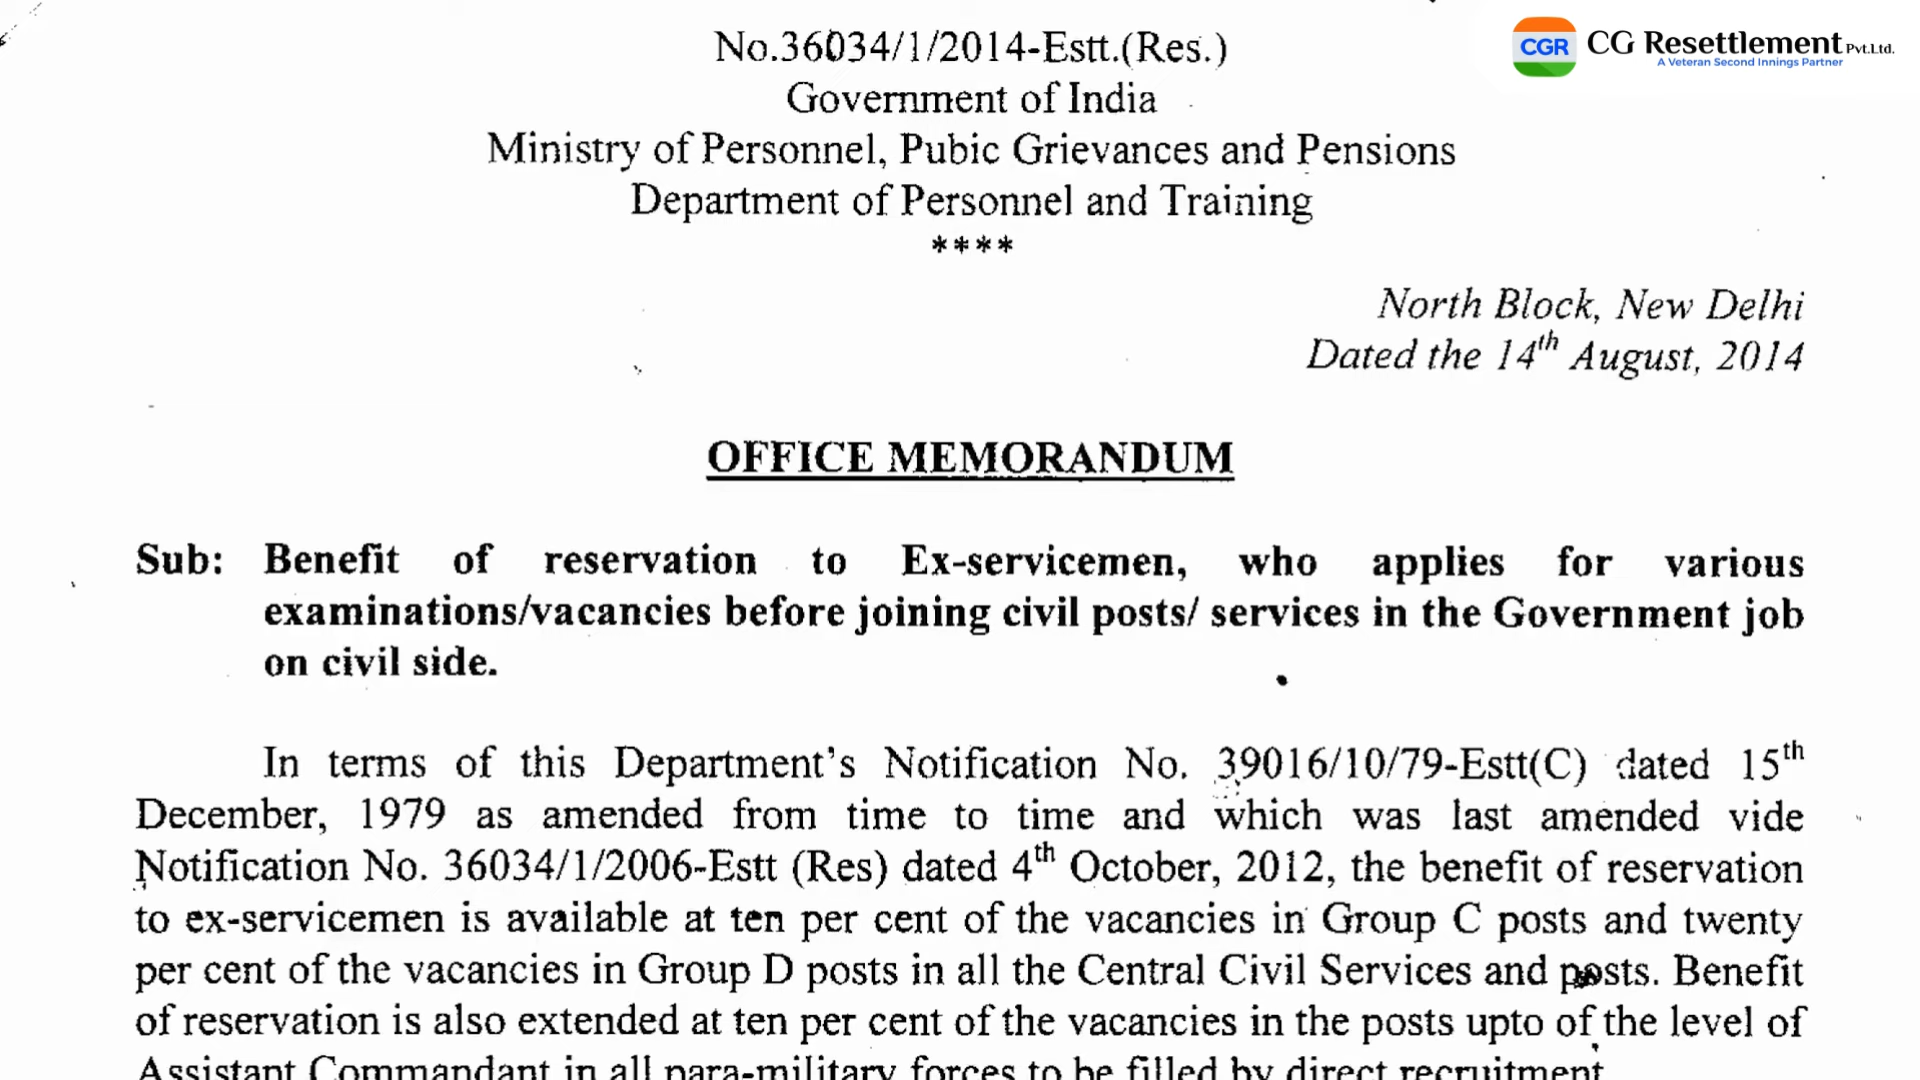 CGR CG Resettlement Pvt.Ltd.
A Veteran Second Innings Partner
No.36034/1/2014-Estt.(Res.)
Government of India
Ministry of Personnel, Pubic Grievances and Pensions
Department of Personnel and Training
****
North Block, New Delhi
Dated the 14th August, 2014
OFFICE MEMORANDUM
Sub: Benefit of reservation to Ex-servicemen, who applies for various
examinations/vacancies before joining civil posts/ services in the Government job
on civil side.
In terms of this Department's Notification No. 39016/10/79-Estt(C) dated 15th
December, 1979 as amended from time to time and which was last amended vide
Notification No. 36034/1/2006-Estt (Res) dated 4th October, 2012, the benefit of reservation
to ex-servicemen is available at ten per cent of the vacancies in Group C posts and twenty
per cent of the vacancies in Group D posts in all the Central Civil Services and posts. Benefit
of reservation is also extended at ten per cent of the vacancies in the posts upto of the level of
Assistant Commandant in all para-military forces to be filled by direct recruitment